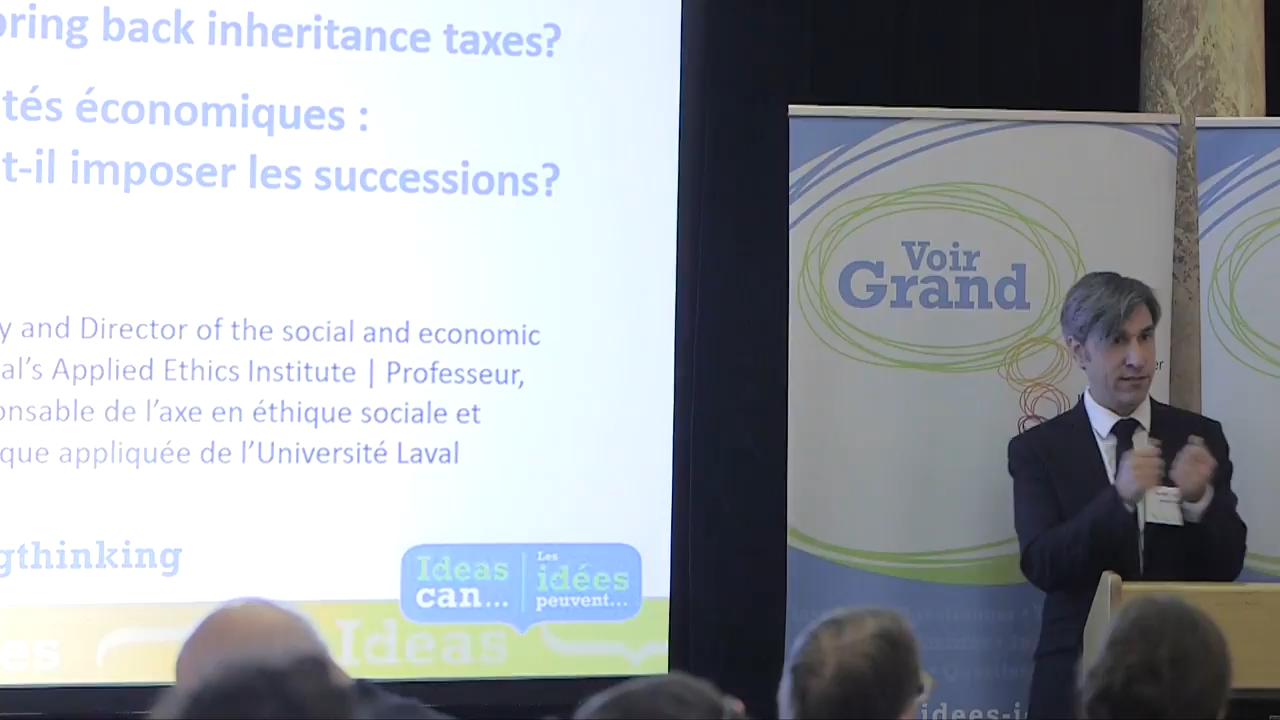 bring back inheritance taxes?
tés économiques :
t-il imposer les successions?
y and Director of the social and economic
al's Applied Ethics Institute | Professeur,
onsable de l'axe en éthique sociale et
que appliquée de l'Université Laval
gthinking
Ideas
can...
Les
idées
peuvent...
es
Ideas
Voir
Grand
er
idees-i